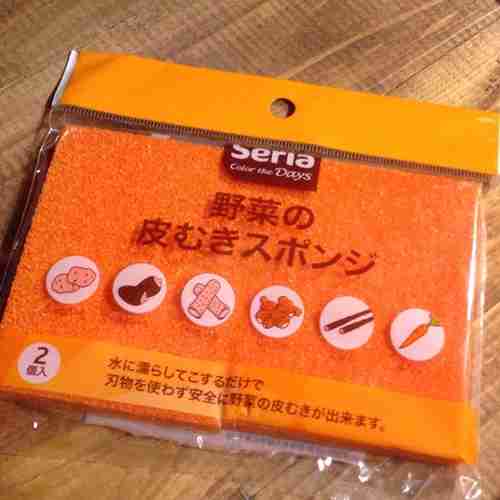 Seria
Color the Days
野菜の
皮むきスポンジ
2
個入
水に濡らしてこするだけで
刃物を使わず安全に野菜の皮むきが出来ます。